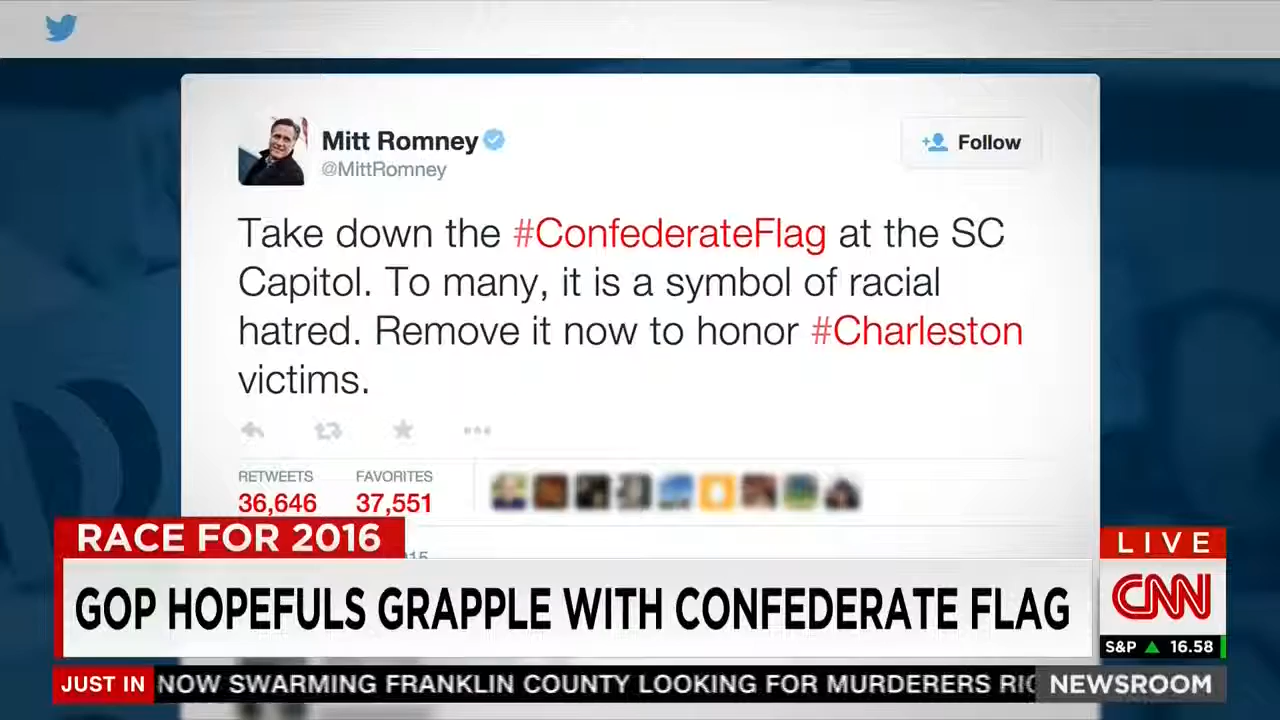 Mitt Romney
@MittRomney
Follow
Take down the #ConfederateFlag at the SC
Capitol. To many, it is a symbol of racial
hatred. Remove it now to honor #Charleston
victims.
RETWEETS FAVORITES
36,646 37,551
RACE FOR 2016
GOP HOPEFULS GRAPPLE WITH CONFEDERATE FLAG
LIVE
CNN
S&P 16.58
JUST IN NOW SWARMING FRANKLIN COUNTY LOOKING FOR MURDERERS NEWSROOM